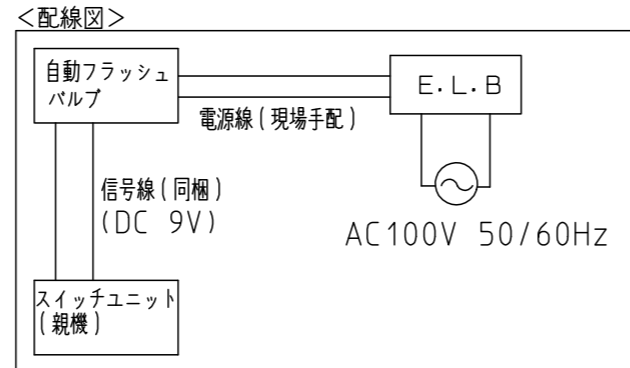 <配線図>
自動フラッシュ
バルブ
E.L.B
電源線(現場手配)
信号線(同梱)
(DC 9V)
AC100V 50/60Hz
スイッチユニット
(親機)